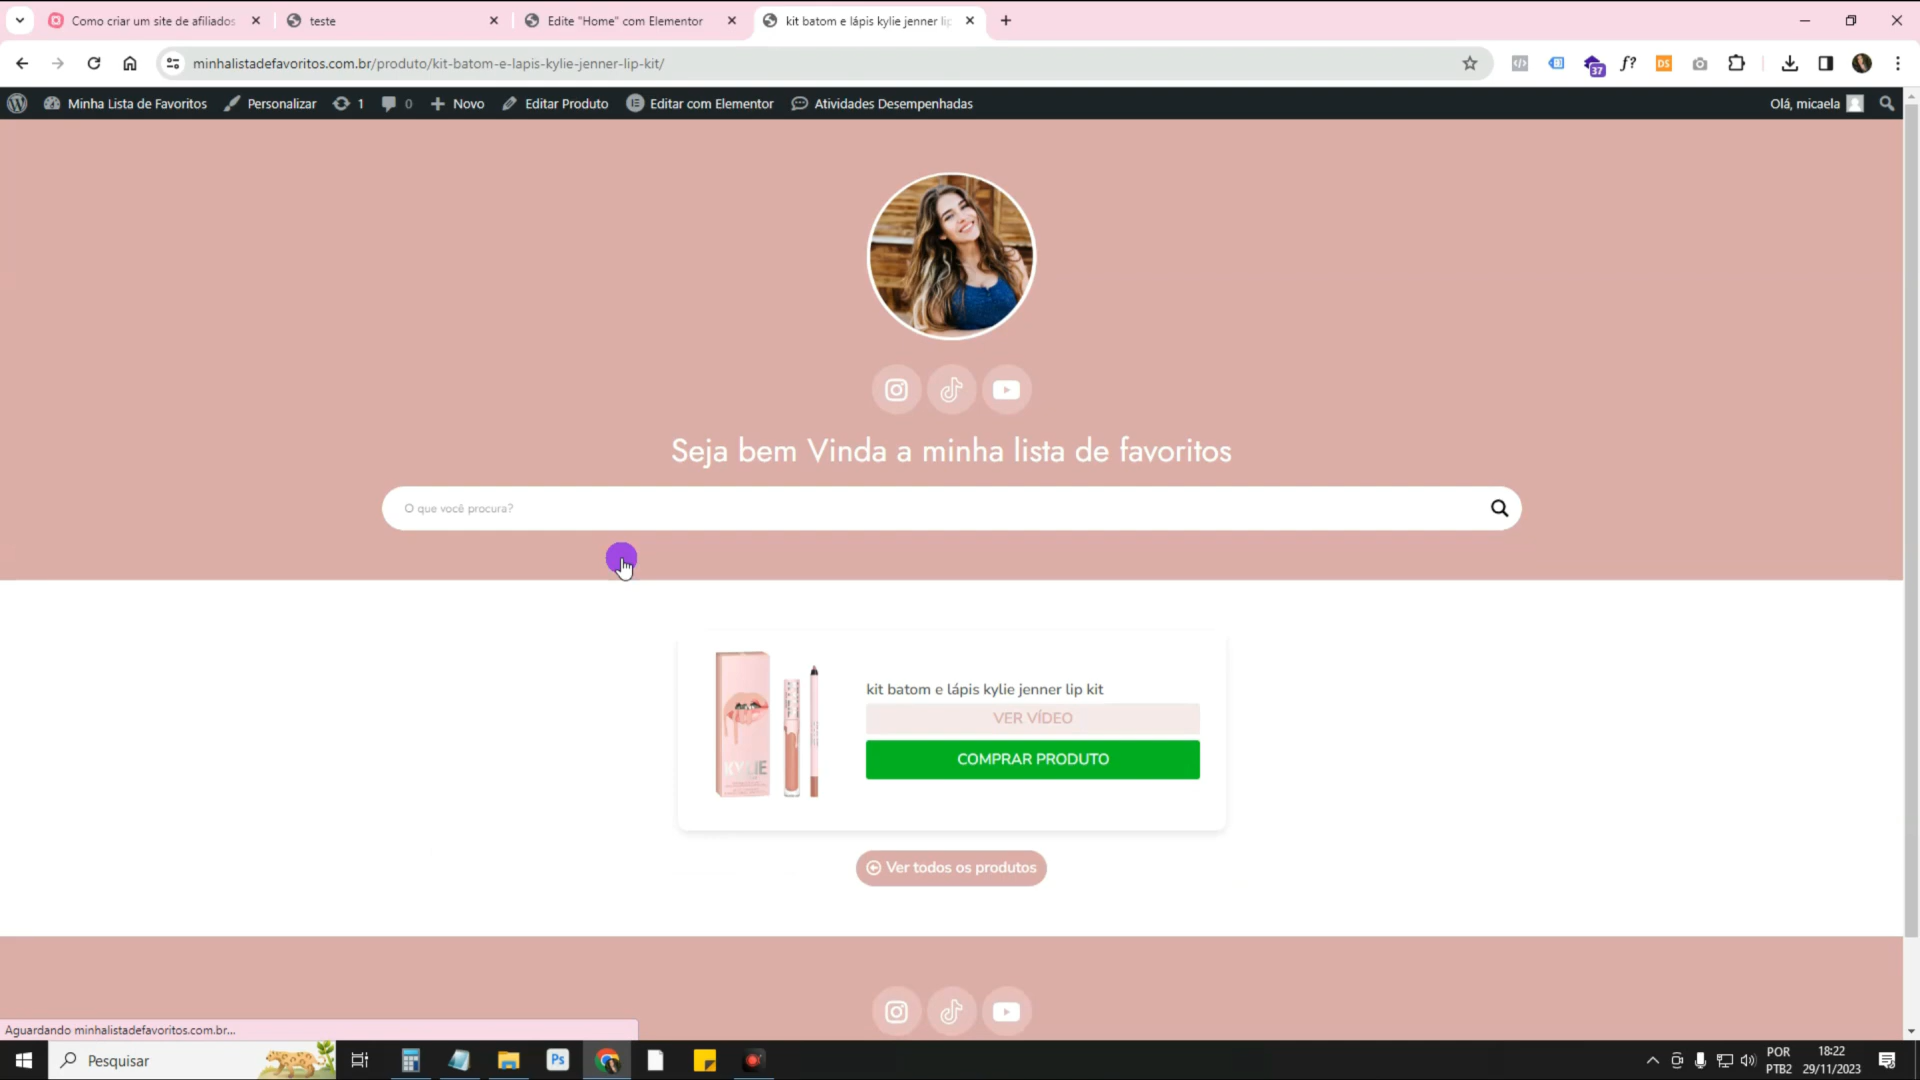 Como criar um site de afiliados
teste
Edite "Home" com Elementor
kit batom e lápis kylie jenner lip
minhalistadefavoritos.com.br/produto/kit-batom-e-lapis-kylie-jenner-lip-kit/
f?
DS
37
Minha Lista de Favoritos
Personalizar
1
0
Novo
Editar Produto
Editar com Elementor
Atividades Desempenhadas
Olá, micaela
Seja bem Vinda a minha lista de favoritos
O que você procura?
KYLIE
kit batom e lápis kylie jenner lip kit
VER VÍDEO
COMPRAR PRODUTO
Ver todos os produtos
Aguardando minhalistadefavoritos.com.br...
Pesquisar
Ps
POR
PTB2
18:22
29/11/2023